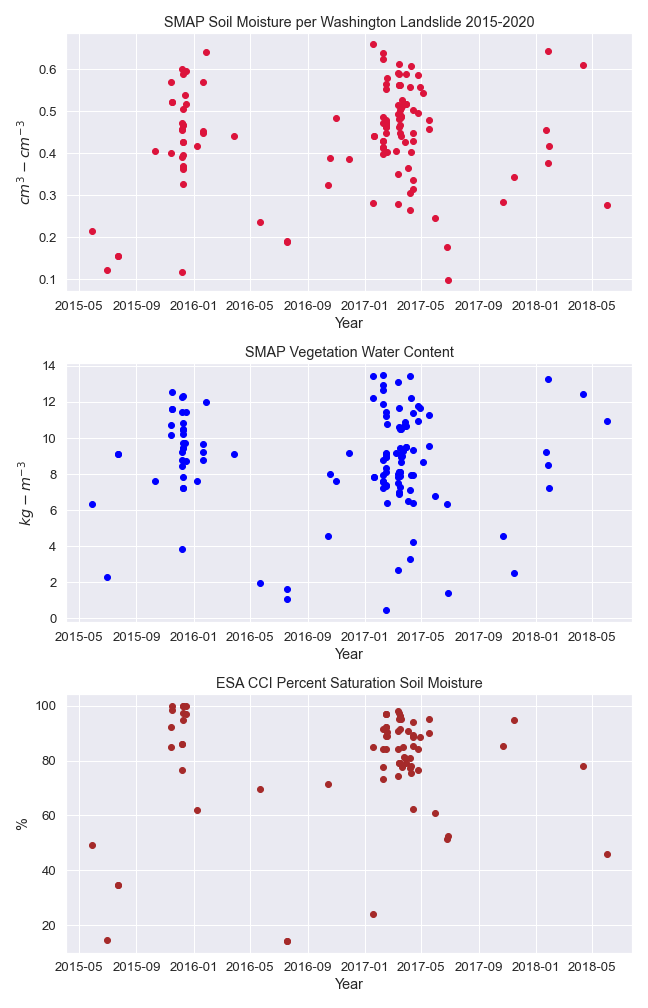 SMAP Soil Moisture per Washington Landslide 2015-2020
0.6
0.5
0.4
0.3
0.2
0.1
cm³ − cm⁻³
2015-05 2015-09 2016-01 2016-05 2016-09 2017-01 2017-05 2017-09 2018-01 2018-05
Year
SMAP Vegetation Water Content
14
12
10
8
6
4
2
0
kg − m⁻³
2015-05 2015-09 2016-01 2016-05 2016-09 2017-01 2017-05 2017-09 2018-01 2018-05
Year
ESA CCI Percent Saturation Soil Moisture
100
80
60
40
20
%
2015-05 2015-09 2016-01 2016-05 2016-09 2017-01 2017-05 2017-09 2018-01 2018-05
Year